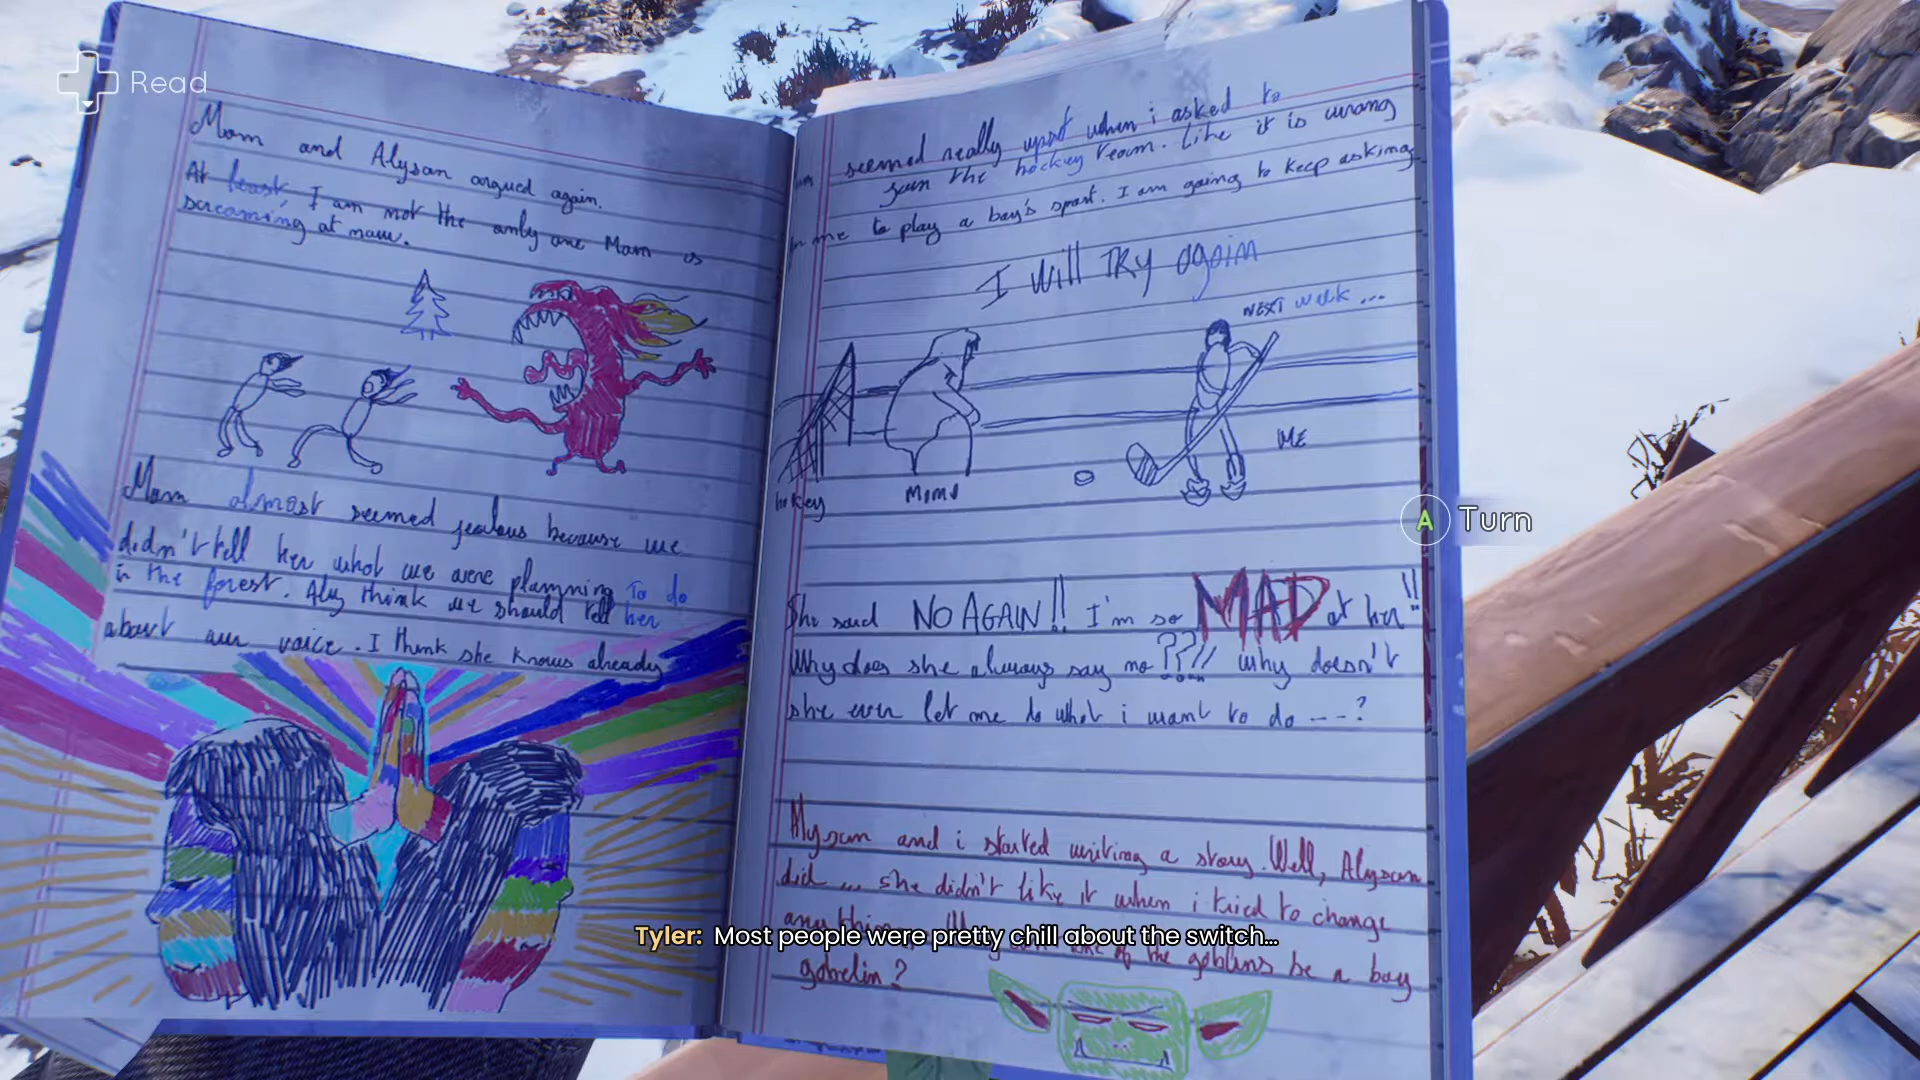 Read
Mom and Alyson argued again.
At least, I am not the only one Mom is
screaming at now.
Mom almost seemed jealous because we
didn't tell her what we were planning to do
in the forest. Aly think we should tell her
about our voice. I think she knows already
seemed really upset when i asked to
join the hockey team. Like it is wrong
for me to play a boy's sport. I am going to keep asking
I will TRY again
NEXT week ...
ME
hockey
Mome
She said NO AGAIN!! I'm so MAD at her!!
Why does she always say no??!! why doesn't
she ever let me do what i want to do ---?
Alyson and i started writing a story. Well, Alyson
did ... she didn't like it when i tried to change
of the goblins be a boy
gobelin?
Turn
A
Tyler: Most people were pretty chill about the switch...